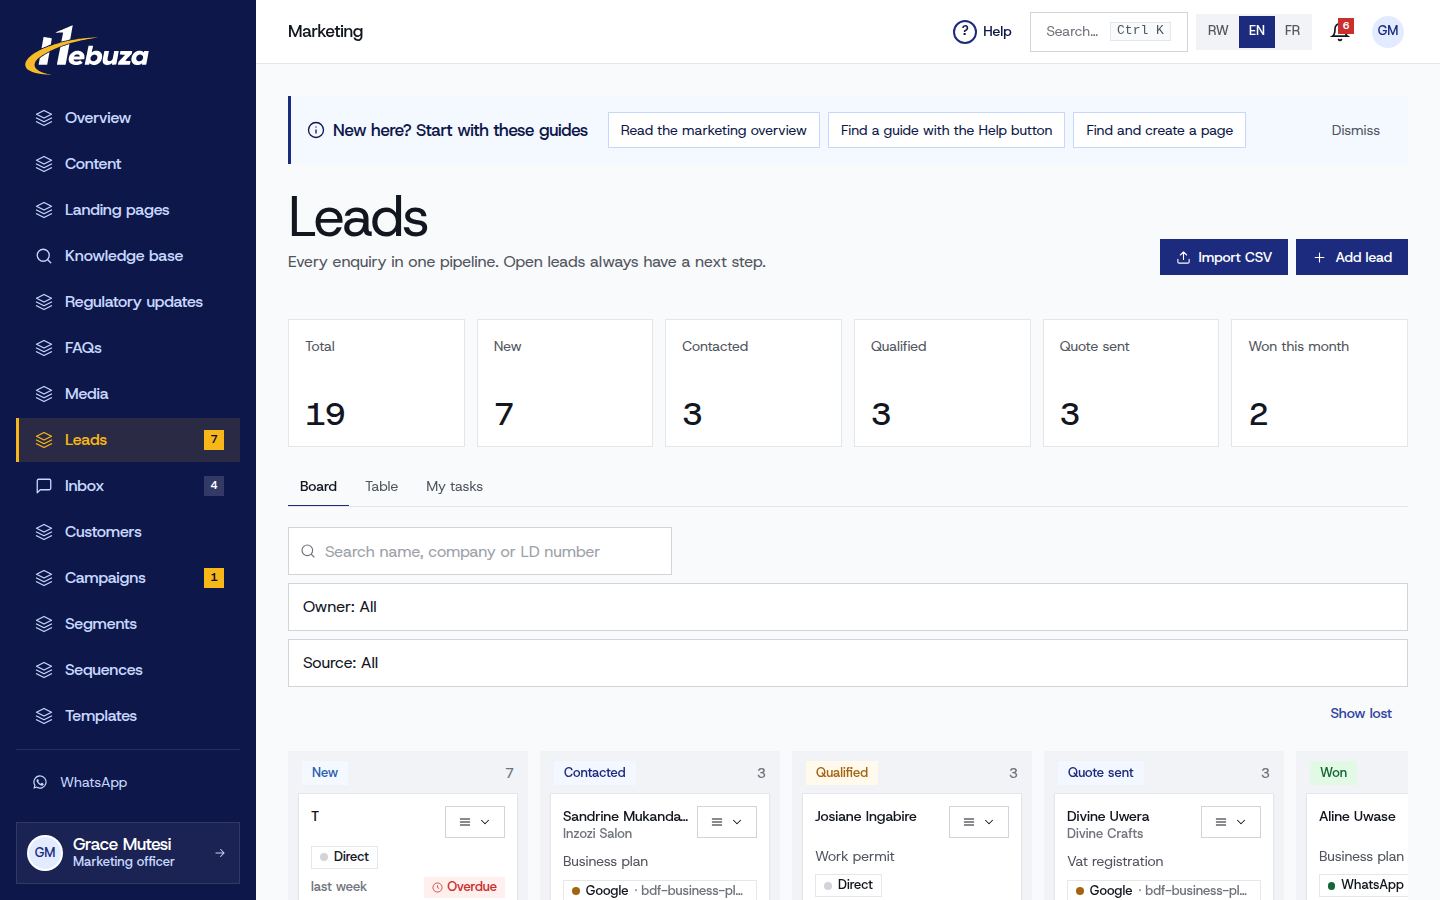 Hebuza
Marketing
? Help
Search... Ctrl K
RW EN FR
6
GM
Overview
Content
Landing pages
Knowledge base
Regulatory updates
FAQs
Media
Leads 7
Inbox 4
Customers
Campaigns 1
Segments
Sequences
Templates
WhatsApp
GM
Grace Mutesi
Marketing officer
New here? Start with these guides
Read the marketing overview
Find a guide with the Help button
Find and create a page
Dismiss
Leads
Every enquiry in one pipeline. Open leads always have a next step.
Import CSV
Add lead
Total
19
New
7
Contacted
3
Qualified
3
Quote sent
3
Won this month
2
Board Table My tasks
Search name, company or LD number
Owner: All
Source: All
Show lost
New 7
T
Direct
last week Overdue
Contacted 3
Sandrine Mukanda...
Inzozi Salon
Business plan
Google · bdf-business-pl...
Qualified 3
Josiane Ingabire
Work permit
Direct
Quote sent 3
Divine Uwera
Divine Crafts
Vat registration
Google · bdf-business-pl...
Won
Aline Uwase
Business plan
WhatsApp